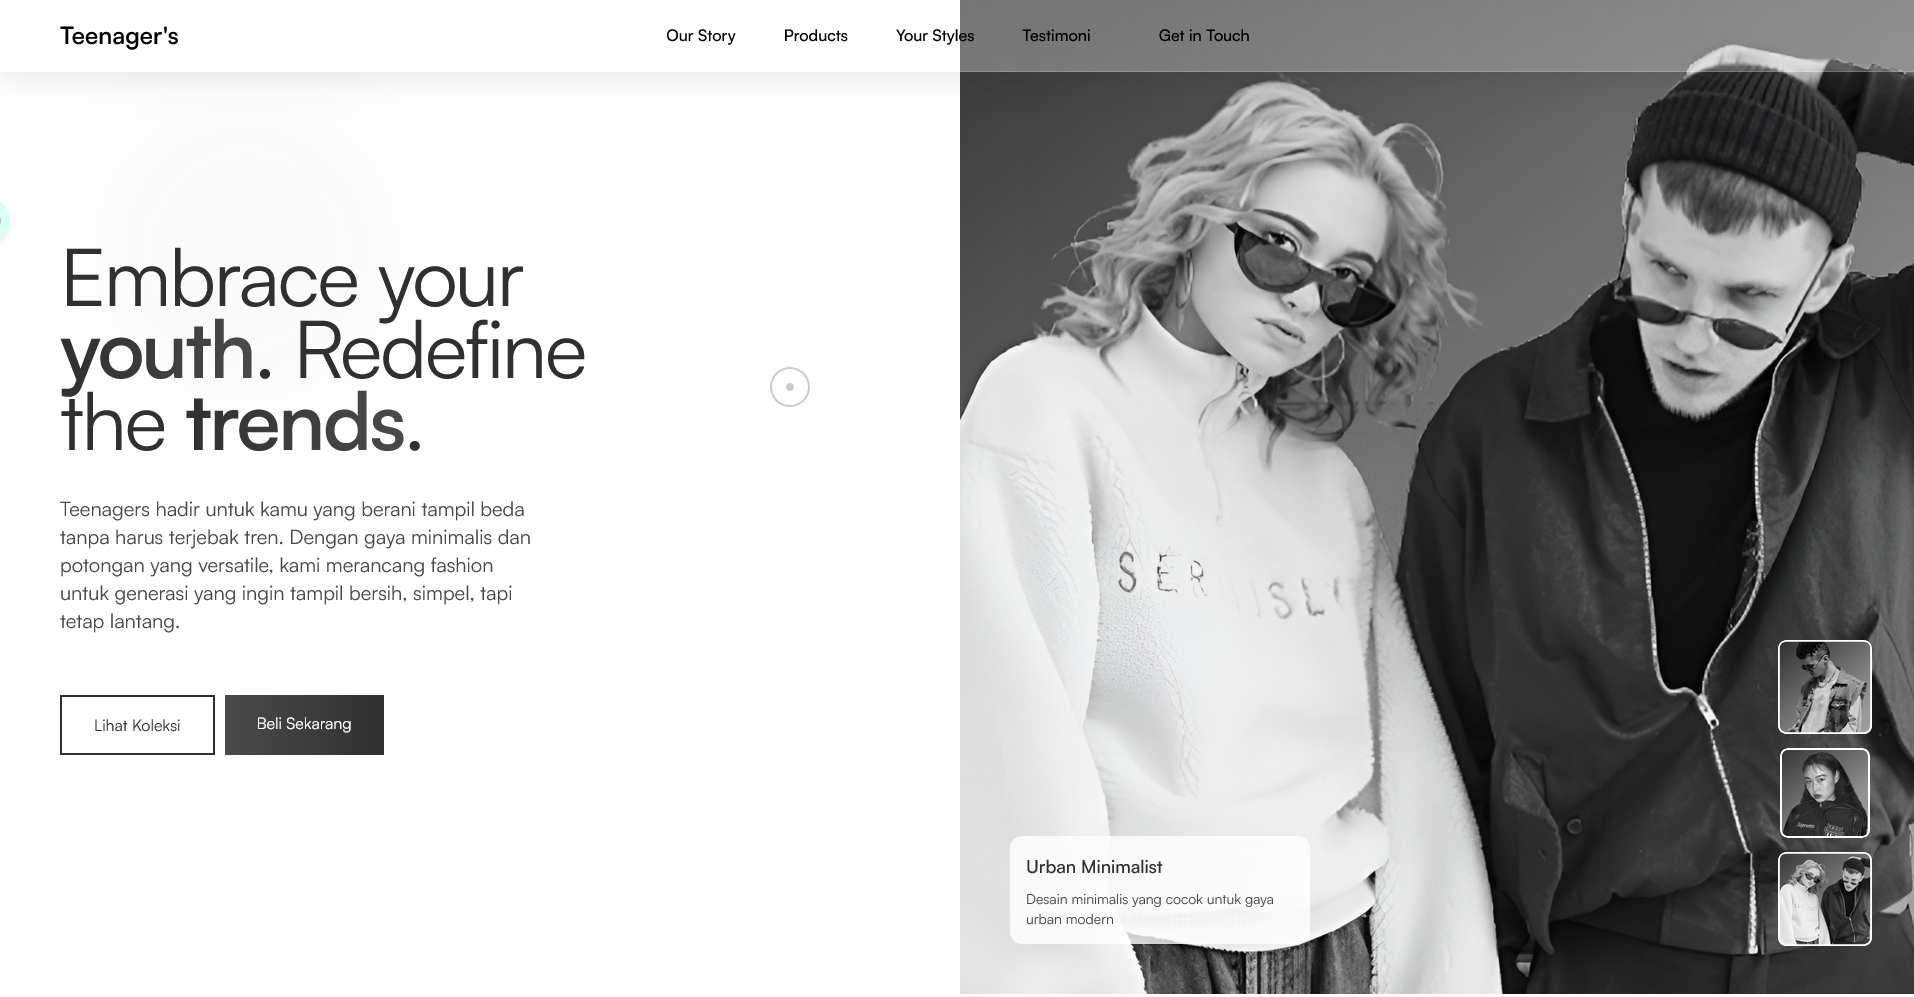 Teenager's
Our Story
Products
Your Styles
Testimoni
Get in Touch
Embrace your
youth. Redefine
the trends.
Teenagers hadir untuk kamu yang berani tampil beda
tanpa harus terjebak tren. Dengan gaya minimalis dan
potongan yang versatile, kami merancang fashion
untuk generasi yang ingin tampil bersih, simpel, tapi
tetap lantang.
Lihat Koleksi
Beli Sekarang
Urban Minimalist
Desain minimalis yang cocok untuk gaya
urban modern